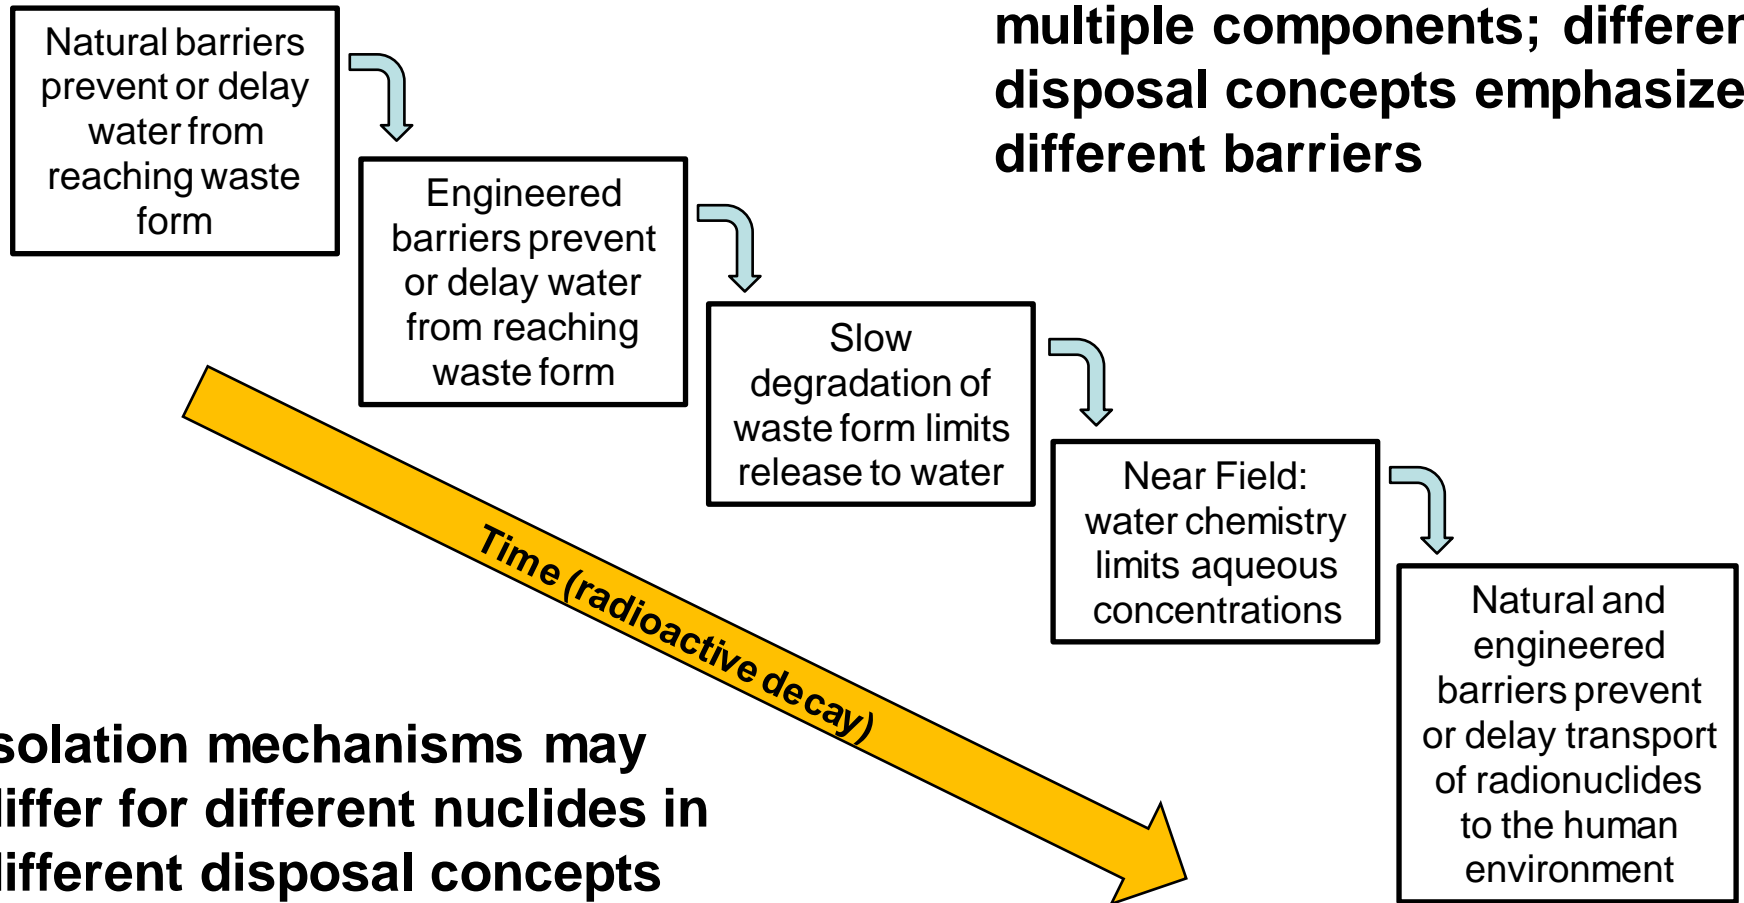 multiple components; differen
disposal concepts emphasize
different barriers
Natural barriers
prevent or delay
water from
reaching waste
form
Engineered
barriers prevent
or delay water
from reaching
waste form
Slow
degradation of
waste form limits
release to water
Near Field:
water chemistry
limits aqueous
concentrations
Natural and
engineered
barriers prevent
or delay transport
of radionuclides
to the human
environment
Time (radioactive decay)
solation mechanisms may
differ for different nuclides in
different disposal concepts